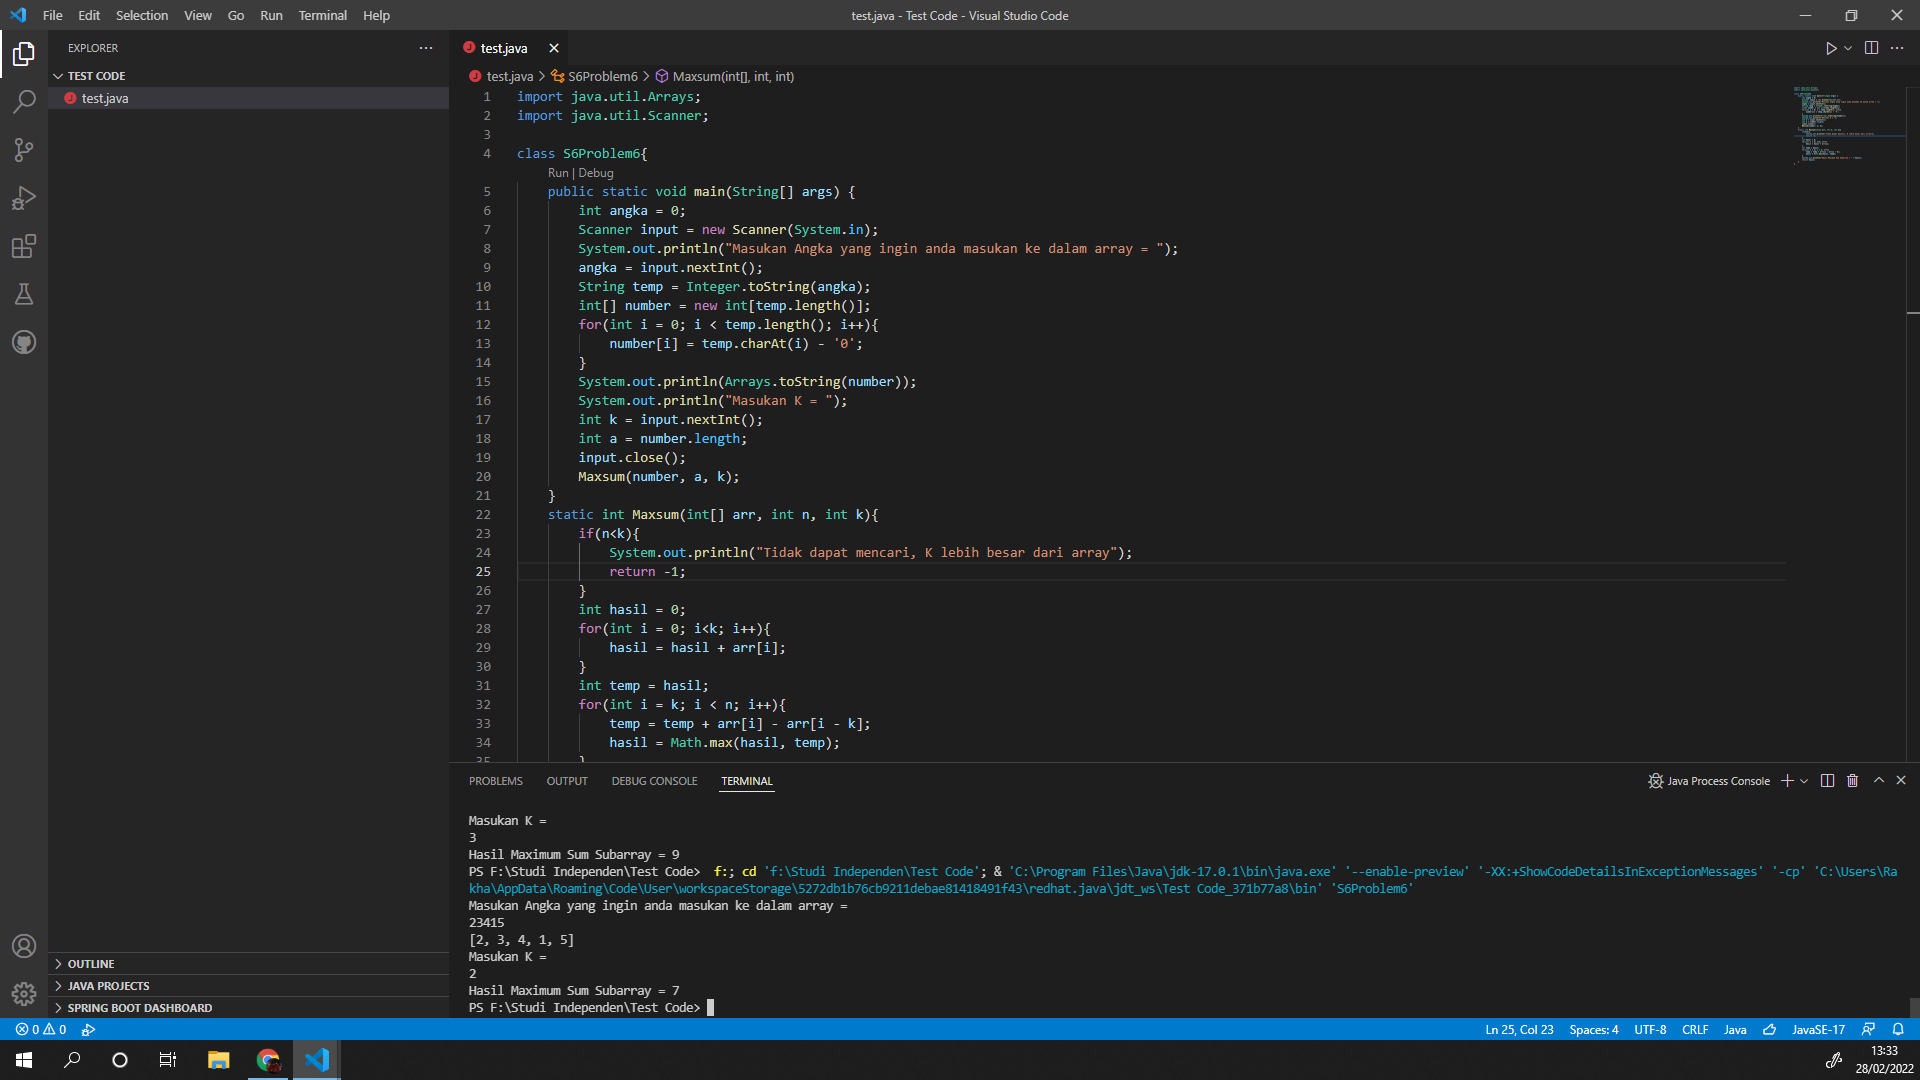 File Edit Selection View Go Run Terminal Help
test.java - Test Code - Visual Studio Code
EXPLORER
TEST CODE
test.java
test.java
test.java > S6Problem6 > Maxsum(int[], int, int)
1 import java.util.Arrays;
2 import java.util.Scanner;
3
4 class S6Problem6{
Run | Debug
5 public static void main(String[] args) {
6 int angka = 0;
7 Scanner input = new Scanner(System.in);
8 System.out.println("Masukan Angka yang ingin anda masukan ke dalam array = ");
9 angka = input.nextInt();
10 String temp = Integer.toString(angka);
11 int[] number = new int[temp.length()];
12 for(int i = 0; i < temp.length(); i++){
13 number[i] = temp.charAt(i) - '0';
14 }
15 System.out.println(Arrays.toString(number));
16 System.out.println("Masukan K = ");
17 int k = input.nextInt();
18 int a = number.length;
19 input.close();
20 Maxsum(number, a, k);
21 }
22 static int Maxsum(int[] arr, int n, int k){
23 if(n<k){
24 System.out.println("Tidak dapat mencari, K lebih besar dari array");
25 return -1;
26 }
27 int hasil = 0;
28 for(int i = 0; i<k; i++){
29 hasil = hasil + arr[i];
30 }
31 int temp = hasil;
32 for(int i = k; i < n; i++){
33 temp = temp + arr[i] - arr[i - k];
34 hasil = Math.max(hasil, temp);
35 }
PROBLEMS OUTPUT DEBUG CONSOLE TERMINAL
Java Process Console
Masukan K =
3
Hasil Maximum Sum Subarray = 9
PS F:\Studi Independen\Test Code> f:; cd 'f:\Studi Independen\Test Code'; & 'C:\Program Files\Java\jdk-17.0.1\bin\java.exe' '--enable-preview' '-XX:+ShowCodeDetailsInExceptionMessages' '-cp' 'C:\Users\Ra
kha\AppData\Roaming\Code\User\workspaceStorage\5272db1b76cb9211debae81418491f43\redhat.java\jdt_ws\Test Code_371b77a8\bin' 'S6Problem6'
Masukan Angka yang ingin anda masukan ke dalam array =
23415
[2, 3, 4, 1, 5]
Masukan K =
2
Hasil Maximum Sum Subarray = 7
PS F:\Studi Independen\Test Code>
OUTLINE
JAVA PROJECTS
SPRING BOOT DASHBOARD
0 0
Ln 25, Col 23 Spaces: 4 UTF-8 CRLF Java JavaSE-17
13:33
28/02/2022